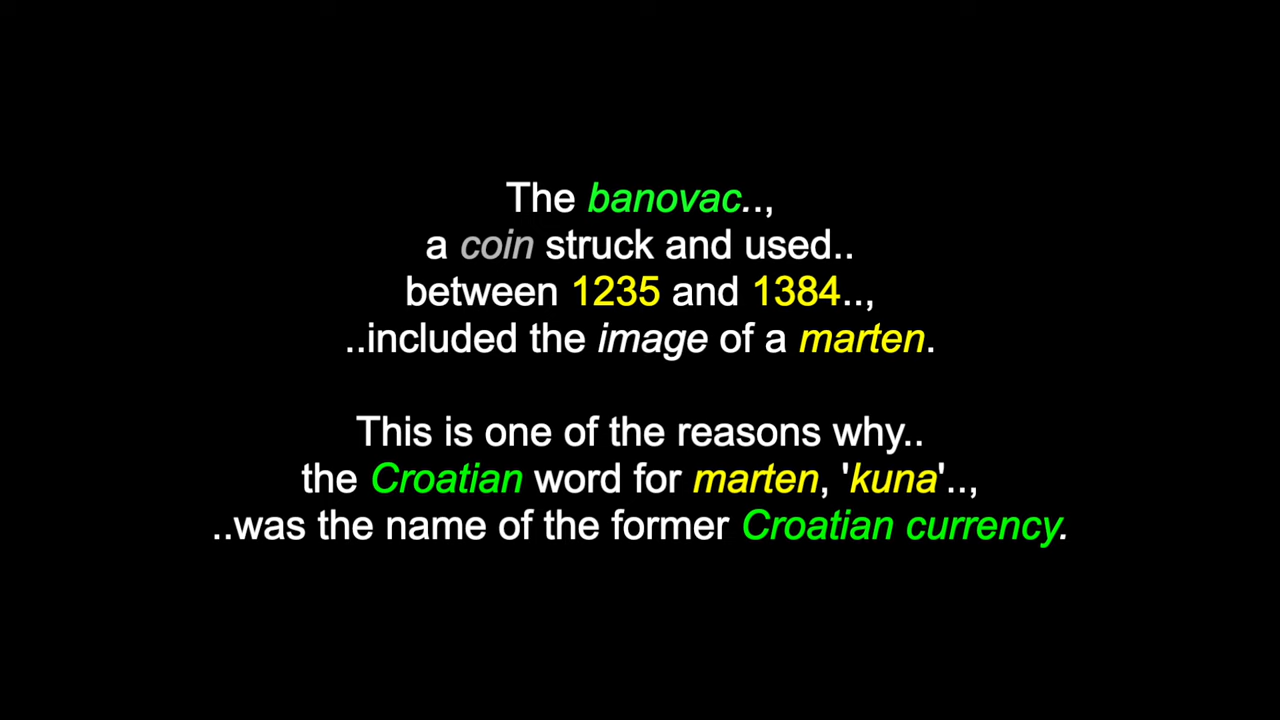 The banovac..,
a coin struck and used..
between 1235 and 1384..,
..included the image of a marten.
This is one of the reasons why..
the Croatian word for marten, 'kuna'..,
..was the name of the former Croatian currency.